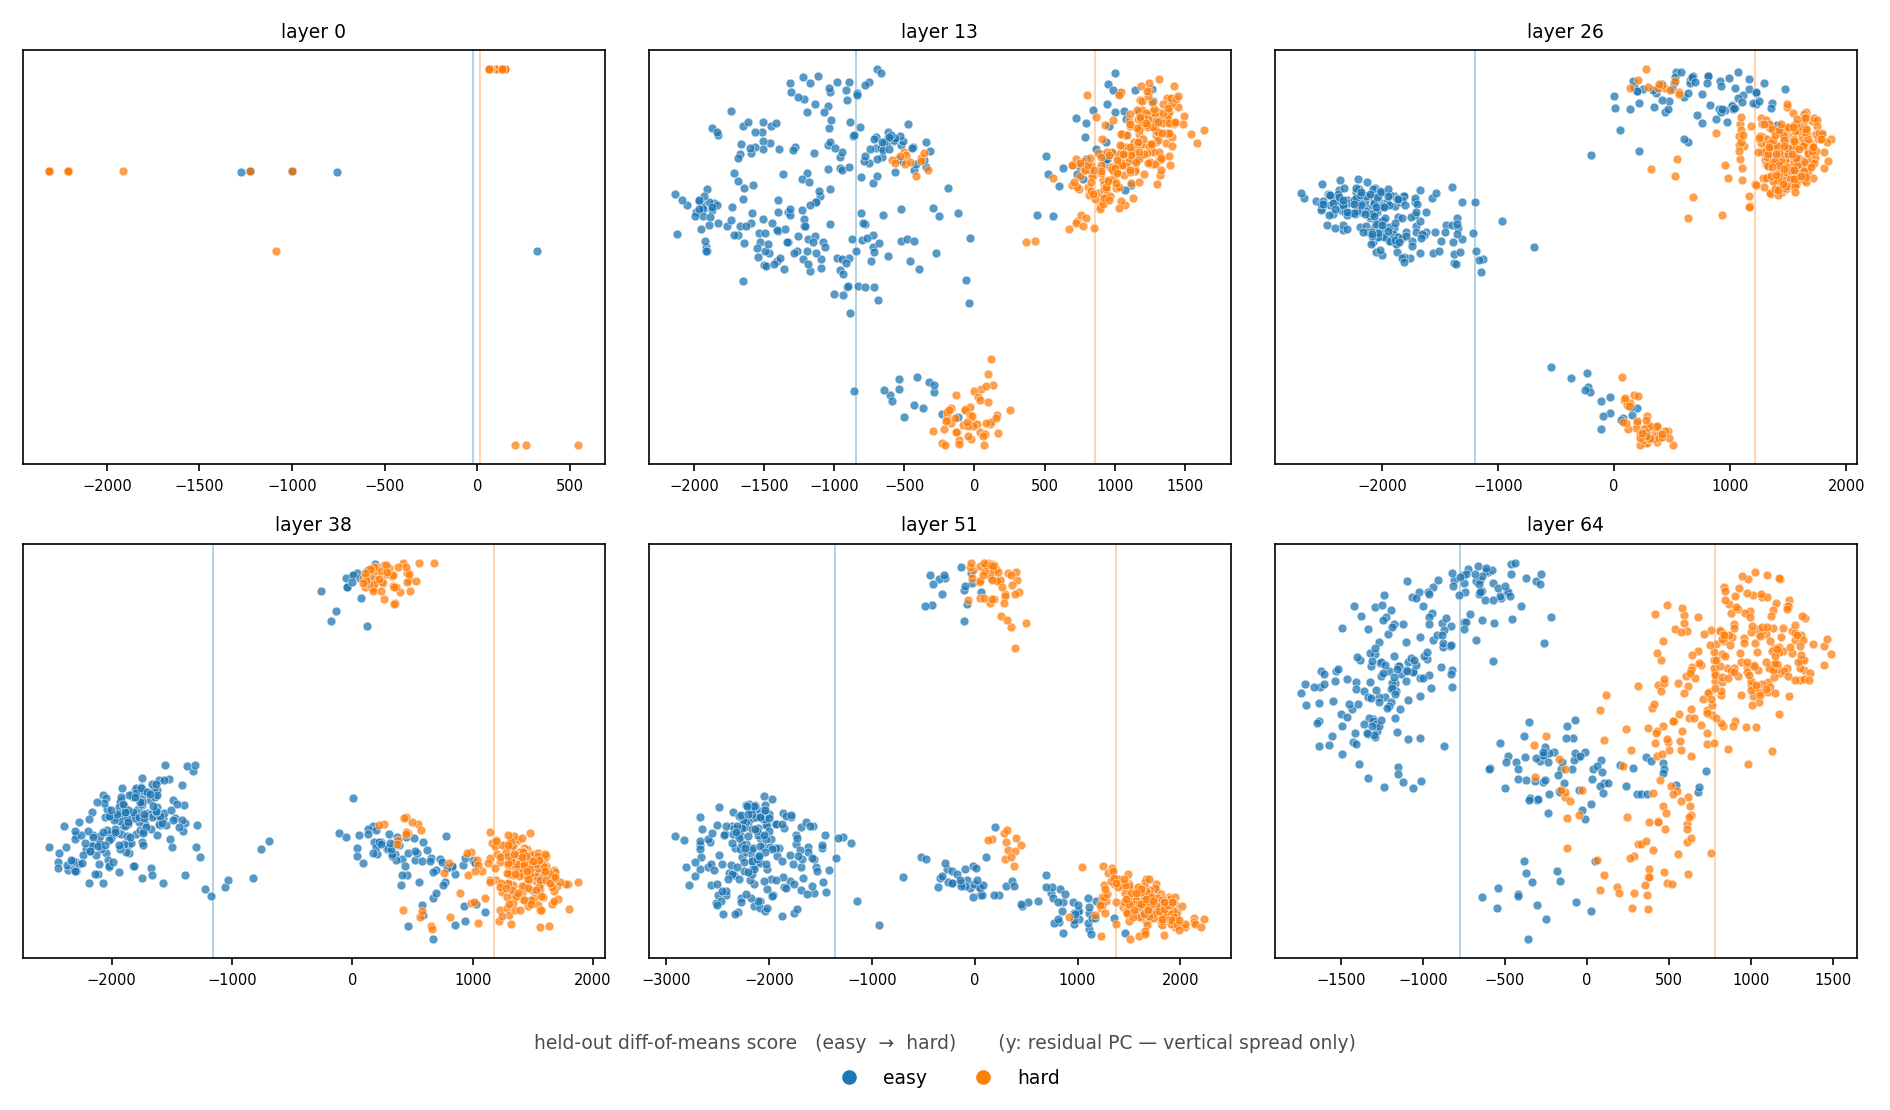 layer 0
layer 13
layer 26
−2000 −1500 −1000 −500 0 500
−2000 −1500 −1000 −500 0 500 1000 1500
−2000 −1000 0 1000 2000
layer 38
layer 51
layer 64
−2000 −1000 0 1000 2000
−3000 −2000 −1000 0 1000 2000
−1500 −1000 −500 0 500 1000 1500
held-out diff-of-means score (easy → hard) (y: residual PC — vertical spread only)
easy hard